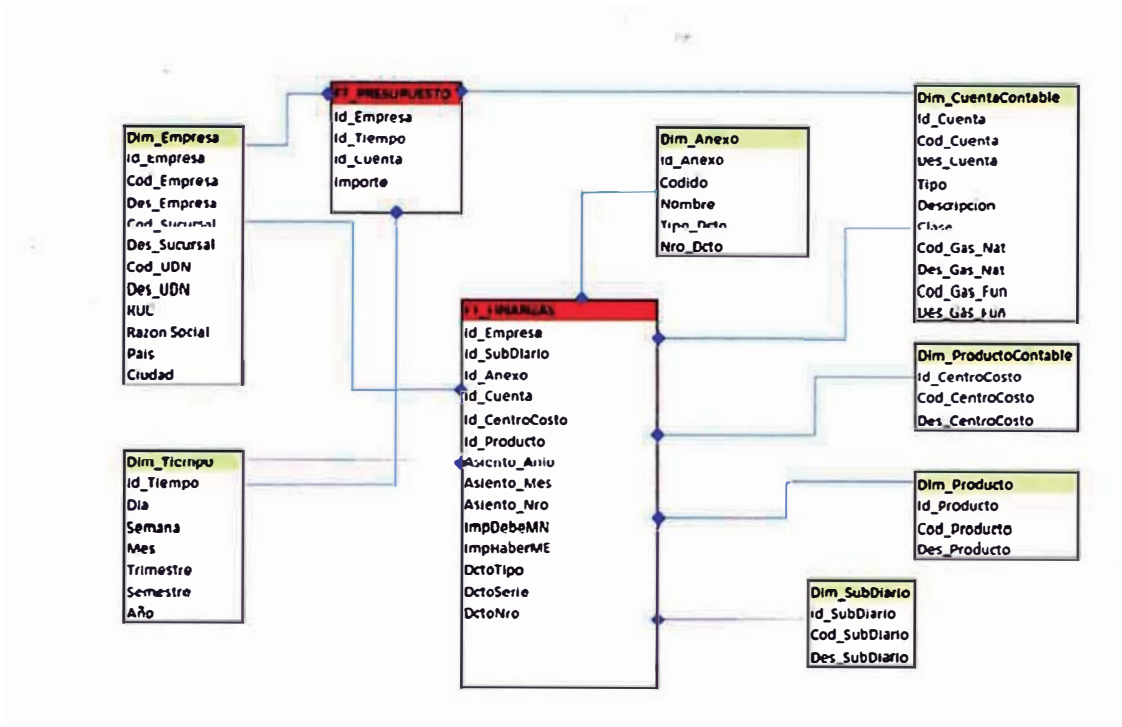 FT_PRESUPUESTO
Id_Empresa
Id_Tiempo
Id_Cuenta
Importe
Dim_Empresa
Id_Empresa
Cod_Empresa
Des_Empresa
Cod_Sucursal
Des_Sucursal
Cod_UDN
Des_UDN
RUC
Razon Social
Pais
Ciudad
Dim_Anexo
Id_Anexo
Codido
Nombre
Tipo_Dcto
Nro_Dcto
Dim_CuentaContable
Id_Cuenta
Cod_Cuenta
Des_Cuenta
Tipo
Descripcion
Clase
Cod_Gas_Nat
Des_Gas_Nat
Cod_Gas_Fun
Des_Gas_Fun
FT_FINANZAS
Id_Empresa
Id_SubDiario
Id_Anexo
Id_Cuenta
Id_CentroCosto
Id_Producto
Asiento_Anio
Asiento_Mes
Asiento_Nro
ImpDebeMN
ImpHaberME
DctoTipo
DctoSerie
DctoNro
Dim_ProductoContable
Id_CentroCosto
Cod_CentroCosto
Des_CentroCosto
Dim_Tiempo
Id_Tiempo
Dia
Semana
Mes
Trimestre
Semestre
Año
Dim_Producto
Id_Producto
Cod_Producto
Des_Producto
Dim_SubDiario
Id_SubDiario
Cod_SubDiario
Des_SubDiario